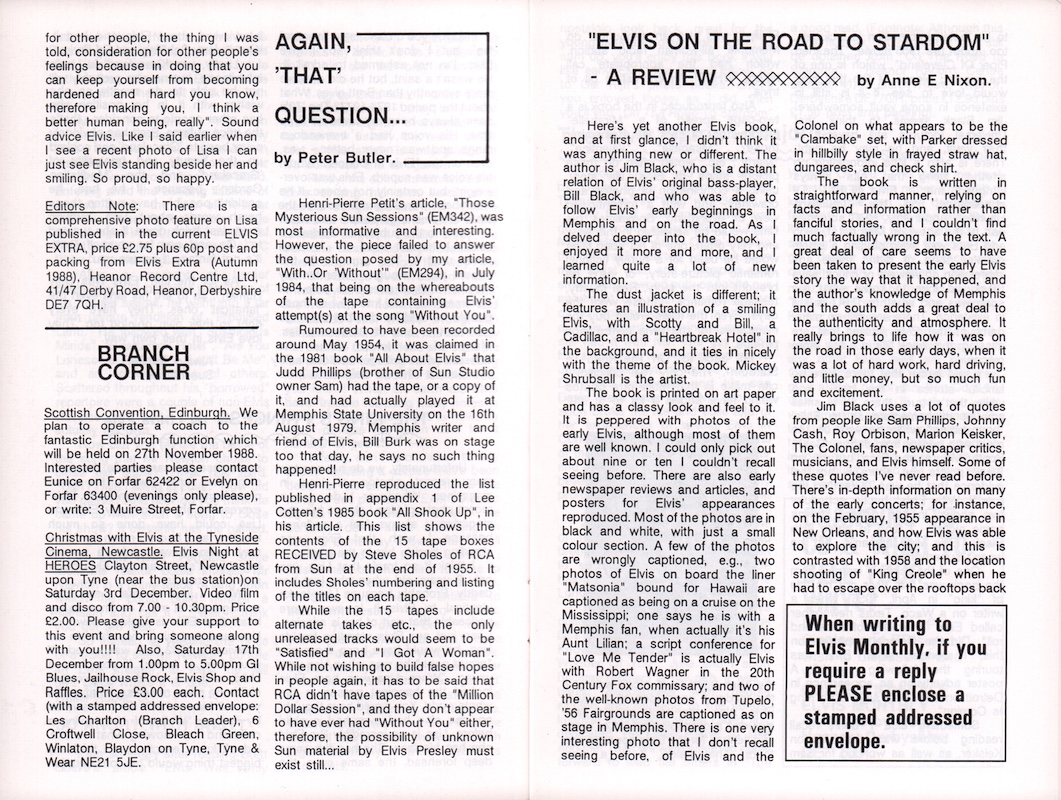 for other people, the thing I was
told, consideration for other people's
feelings because in doing that you
can keep yourself from becoming
hardened and hard you know,
therefore making you, I think a
better human being, really". Sound
advice Elvis. Like I said earlier when
I see a recent photo of Lisa I can
just see Elvis standing beside her and
smiling. So proud, so happy.
Editors Note: There is a
comprehensive photo feature on Lisa
published in the current ELVIS
EXTRA, price £2.75 plus 60p post and
packing from Elvis Extra (Autumn
1988), Heanor Record Centre Ltd,
41/47 Derby Road, Heanor, Derbyshire
DE7 7QH.
BRANCH
CORNER
Scottish Convention, Edinburgh. We
plan to operate a coach to the
fantastic Edinburgh function which
will be held on 27th November 1988.
Interested parties please contact
Eunice on Forfar 62422 or Evelyn on
Forfar 63400 (evenings only please),
or write: 3 Muire Street, Forfar.
Christmas with Elvis at the Tyneside
Cinema, Newcastle. Elvis Night at
HEROES Clayton Street, Newcastle
upon Tyne (near the bus station)on
Saturday 3rd December. Video film
and disco from 7.00 - 10.30pm. Price
£2.00. Please give your support to
this event and bring someone along
with you!!!! Also, Saturday 17th
December from 1.00pm to 5.00pm GI
Blues, Jailhouse Rock, Elvis Shop and
Raffles. Price £3.00 each. Contact
(with a stamped addressed envelope:
Les Charlton (Branch Leader), 6
Croftwell Close, Bleach Green,
Winlaton, Blaydon on Tyne, Tyne &
Wear NE21 5JE.
AGAIN,
'THAT'
QUESTION...
by Peter Butler.
Henri-Pierre Petit's article, "Those
Mysterious Sun Sessions" (EM342), was
most informative and interesting.
However, the piece failed to answer
the question posed by my article,
"With..Or 'Without'" (EM294), in July
1984, that being on the whereabouts
of the tape containing Elvis'
attempt(s) at the song "Without You".
Rumoured to have been recorded
around May 1954, it was claimed in
the 1981 book "All About Elvis" that
Judd Phillips (brother of Sun Studio
owner Sam) had the tape, or a copy of
it, and had actually played it at
Memphis State University on the 16th
August 1979. Memphis writer and
friend of Elvis, Bill Burk was on stage
too that day, he says no such thing
happened!
Henri-Pierre reproduced the list
published in appendix 1 of Lee
Cotten's 1985 book "All Shook Up", in
his article. This list shows the
contents of the 15 tape boxes
RECEIVED by Steve Sholes of RCA
from Sun at the end of 1955. It
includes Sholes' numbering and listing
of the titles on each tape.
While the 15 tapes include
alternate takes etc., the only
unreleased tracks would seem to be
"Satisfied" and "I Got A Woman".
While not wishing to build false hopes
in people again, it has to be said that
RCA didn't have tapes of the "Million
Dollar Session", and they don't appear
to have ever had "Without You" either,
therefore, the possibility of unknown
Sun material by Elvis Presley must
exist still...
"ELVIS ON THE ROAD TO STARDOM"
- A REVIEW ◇◇◇◇◇◇◇◇◇◇ by Anne E Nixon.
Here's yet another Elvis book,
and at first glance, I didn't think it
was anything new or different. The
author is Jim Black, who is a distant
relation of Elvis' original bass-player,
Bill Black, and who was able to
follow Elvis' early beginnings in
Memphis and on the road. As I
delved deeper into the book, I
enjoyed it more and more, and I
learned quite a lot of new
information.
The dust jacket is different; it
features an illustration of a smiling
Elvis, with Scotty and Bill, a
Cadillac, and a "Heartbreak Hotel" in
the background, and it ties in nicely
with the theme of the book. Mickey
Shrubsall is the artist.
The book is printed on art paper
and has a classy look and feel to it.
It is peppered with photos of the
early Elvis, although most of them
are well known. I could only pick out
about nine or ten I couldn't recall
seeing before. There are also early
newspaper reviews and articles, and
posters for Elvis' appearances
reproduced. Most of the photos are in
black and white, with just a small
colour section. A few of the photos
are wrongly captioned, e.g., two
photos of Elvis on board the liner
"Matsonia" bound for Hawaii are
captioned as being on a cruise on the
Mississippi; one says he is with a
Memphis fan, when actually it's his
Aunt Lilian; a script conference for
"Love Me Tender" is actually Elvis
with Robert Wagner in the 20th
Century Fox commissary; and two of
the well-known photos from Tupelo,
'56 Fairgrounds are captioned as on
stage in Memphis. There is one very
interesting photo that I don't recall
seeing before, of Elvis and the
Colonel on what appears to be the
"Clambake" set, with Parker dressed
in hillbilly style in frayed straw hat,
dungarees, and check shirt.
The book is written in
straightforward manner, relying on
facts and information rather than
fanciful stories, and I couldn't find
much factually wrong in the text. A
great deal of care seems to have
been taken to present the early Elvis
story the way that it happened, and
the author's knowledge of Memphis
and the south adds a great deal to
the authenticity and atmosphere. It
really brings to life how it was on
the road in those early days, when it
was a lot of hard work, hard driving,
and little money, but so much fun
and excitement.
Jim Black uses a lot of quotes
from people like Sam Phillips, Johnny
Cash, Roy Orbison, Marion Keisker,
The Colonel, fans, newspaper critics,
musicians, and Elvis himself. Some of
these quotes I've never read before.
There's in-depth information on many
of the early concerts; for instance,
on the February, 1955 appearance in
New Orleans, and how Elvis was able
to explore the city; and this is
contrasted with 1958 and the location
shooting of "King Creole" when he
had to escape over the rooftops back
When writing to
Elvis Monthly, if you
require a reply
PLEASE enclose a
stamped addressed
envelope.